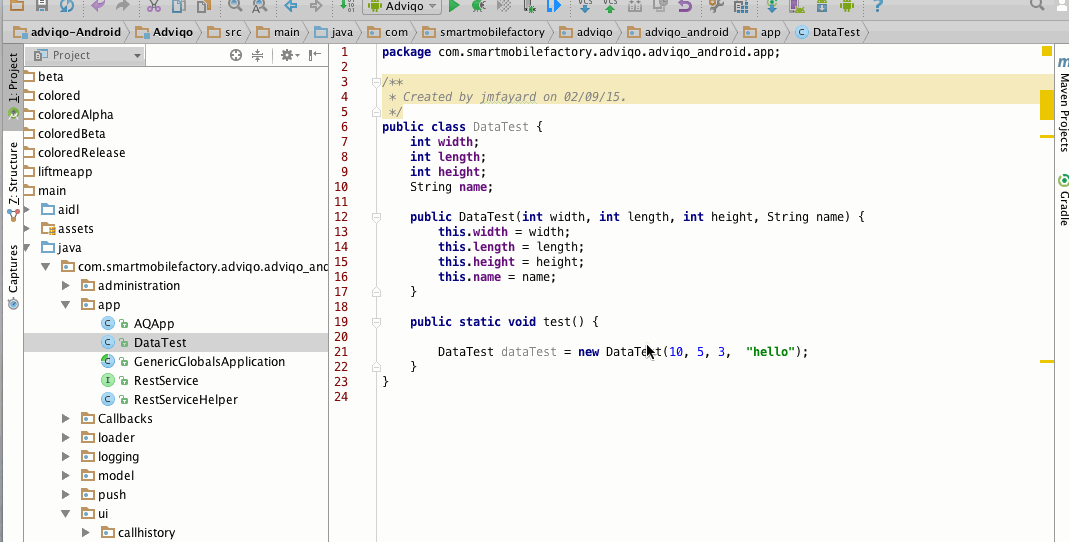 Adviqo
VCS VCS
adviqo-Android Adviqo src main java com smartmobilefactory adviqo adviqo_android app DataTest
Project
1: Project
Z: Structure
Captures
beta
colored
coloredAlpha
coloredBeta
coloredRelease
liftmeapp
main
aidl
assets
java
com.smartmobilefactory.adviqo.adviqo_and
administration
app
AQApp
DataTest
GenericGlobalsApplication
RestService
RestServiceHelper
Callbacks
loader
logging
model
push
ui
callhistory
1 package com.smartmobilefactory.adviqo.adviqo_android.app;
2
3 /**
4 * Created by jmfayard on 02/09/15.
5 */
6 public class DataTest {
7 int width;
8 int length;
9 int height;
10 String name;
11
12 public DataTest(int width, int length, int height, String name) {
13 this.width = width;
14 this.length = length;
15 this.height = height;
16 this.name = name;
17 }
18
19 public static void test() {
20
21 DataTest dataTest = new DataTest(10, 5, 3, "hello");
22 }
23 }
24
Maven Projects
Gradle